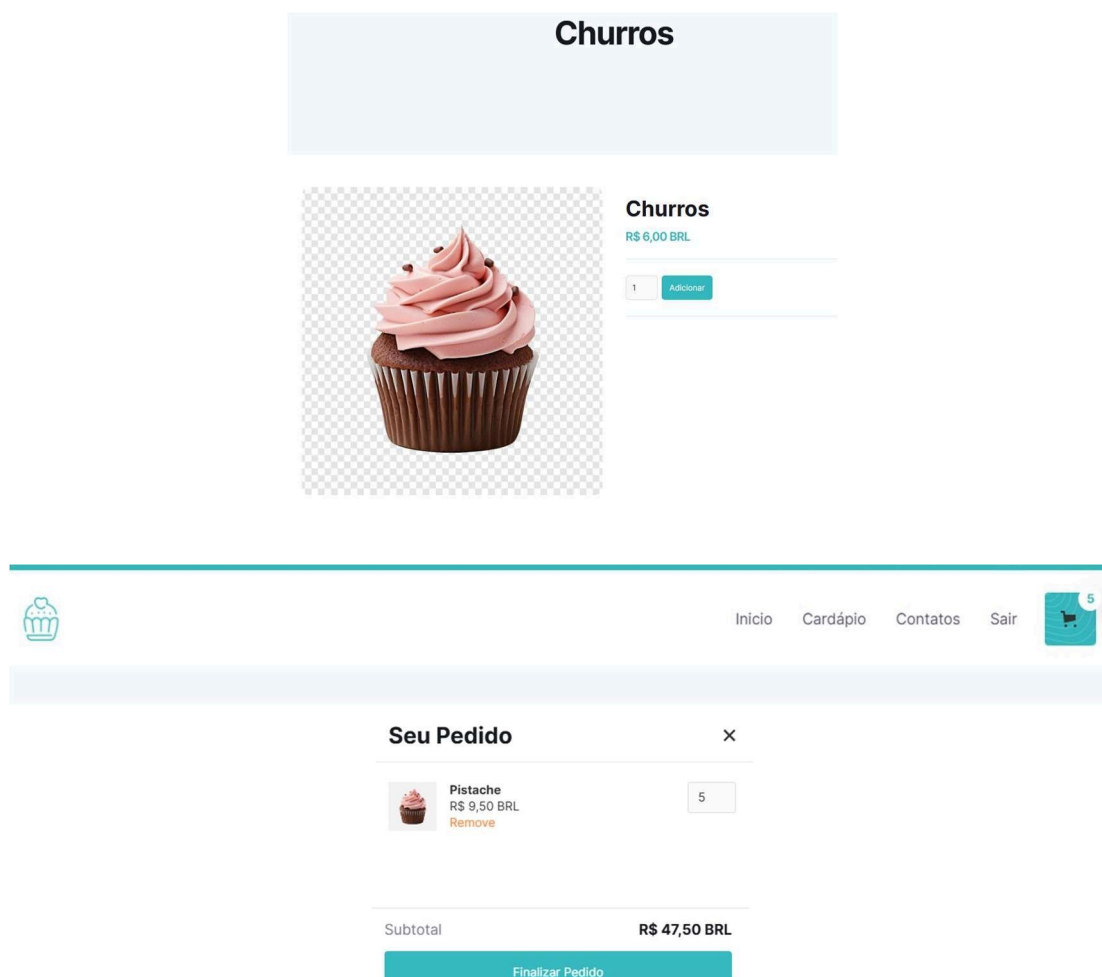 Churros
Churros
R$ 6,00 BRL
1 Adicionar
Inicio Cardápio Contatos Sair 5
Seu Pedido ×
Pistache
R$ 9,50 BRL 5
Remove
Subtotal R$ 47,50 BRL
Finalizar Pedido